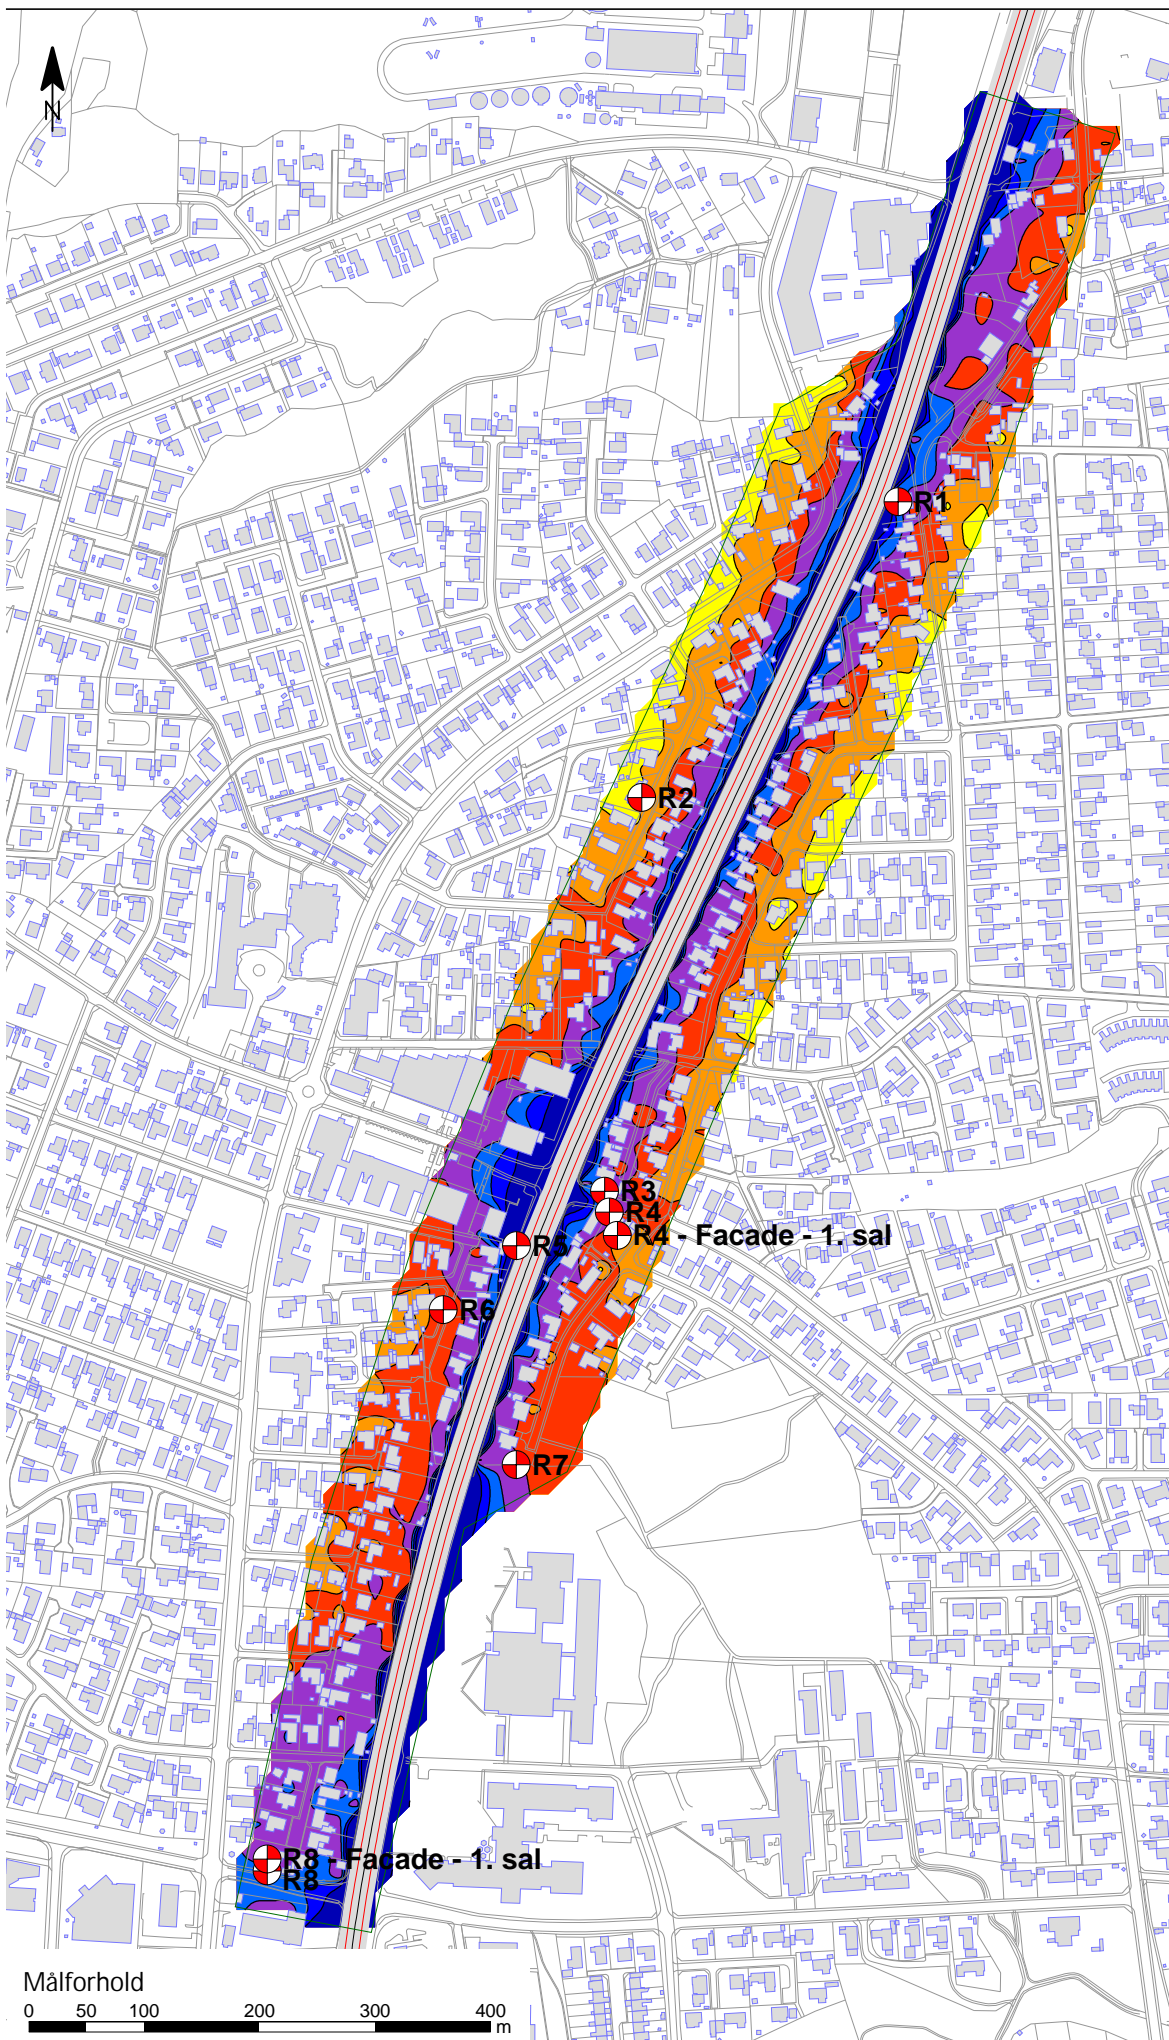 N
R1
R2
R3
R4
R4 - Facade - 1. sal
R5
R6
R7
R8 - Facade - 1. sal
R8
Målforhold
0 50 100 200 300 400
m